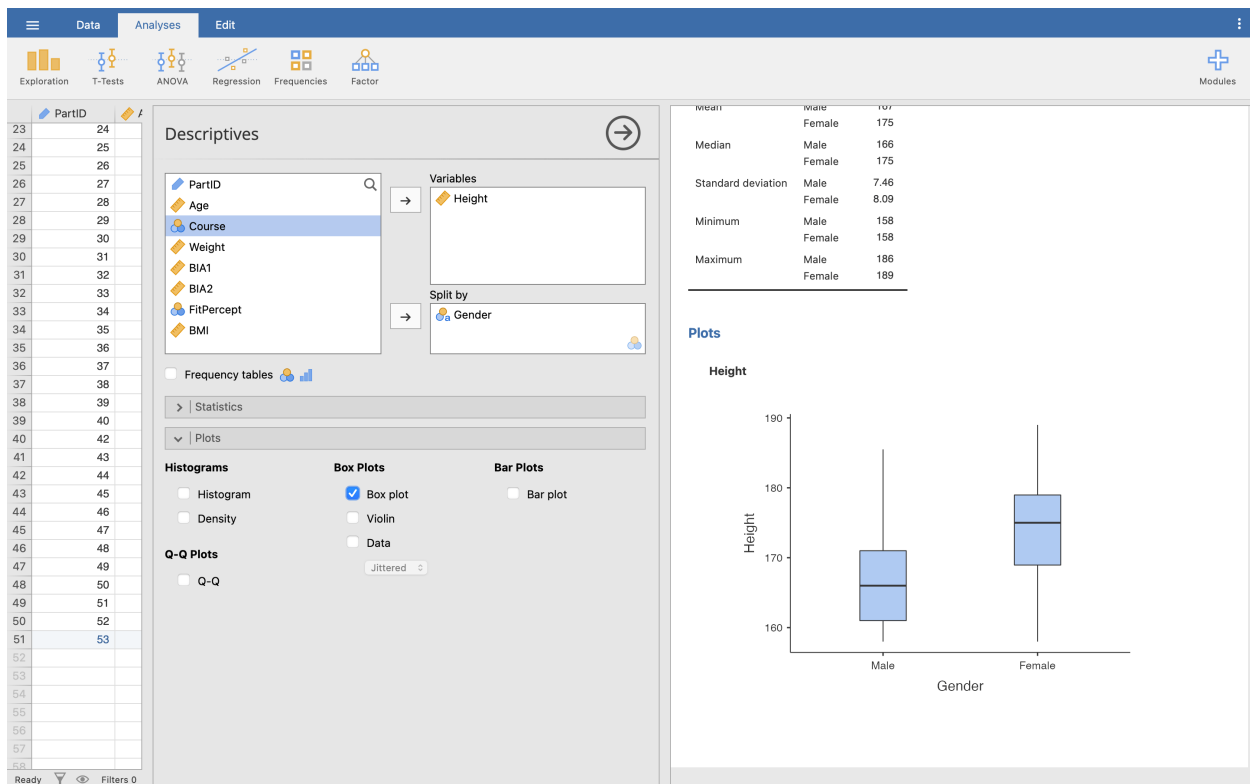 Data Analyses Edit
Exploration T-Tests ANOVA Regression Frequencies Factor Modules
PartID
23 24
24 25
25 26
26 27
27 28
28 29
29 30
30 31
31 32
32 33
33 34
34 35
35 36
36 37
37 38
38 39
39 40
40 42
41 43
42 44
43 45
44 46
45 47
46 48
47 49
48 50
49 51
50 52
51 53
52
53
54
55
56
57
58
Ready Filters 0
Descriptives
PartID
Age
Course
Weight
BIA1
BIA2
FitPercept
BMI
Variables
Height
Split by
Gender
Frequency tables
Statistics
Plots
Histograms
Histogram
Density
Q-Q Plots
Q-Q
Box Plots
Box plot
Violin
Data
Jittered
Bar Plots
Bar plot
Mean Male 167
Female 175
Median Male 166
Female 175
Standard deviation Male 7.46
Female 8.09
Minimum Male 158
Female 158
Maximum Male 186
Female 189
Plots
Height
190
180
170
160
Height
Male Female
Gender